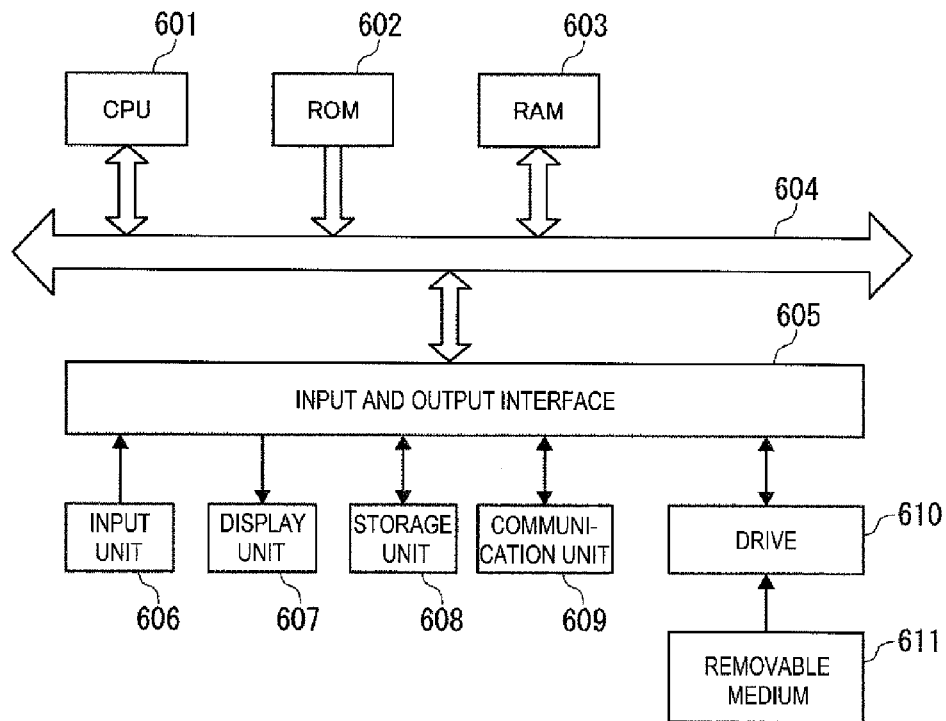 601
602
603
CPU
ROM
RAM
604
605
INPUT AND OUTPUT INTERFACE
INPUT
UNIT
DISPLAY
UNIT
STORAGE
UNIT
COMMUNI-
CATION UNIT
DRIVE
610
606
607
608
609
REMOVABLE
MEDIUM
611